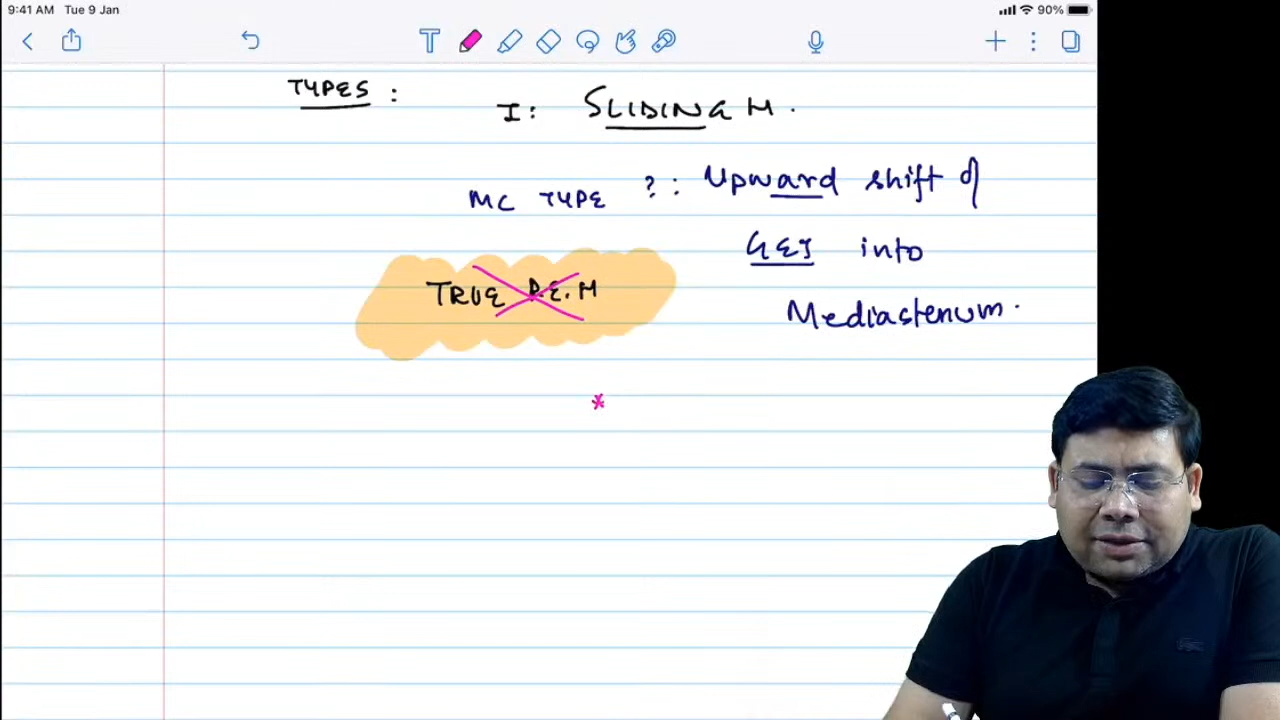 9:41 AM Tue 9 Jan 90%
TYPES :
I: SLIDING H.
MC TYPE ? : Upward shift of
GEJ into
TRUE P.E.H
Mediastenum.
*